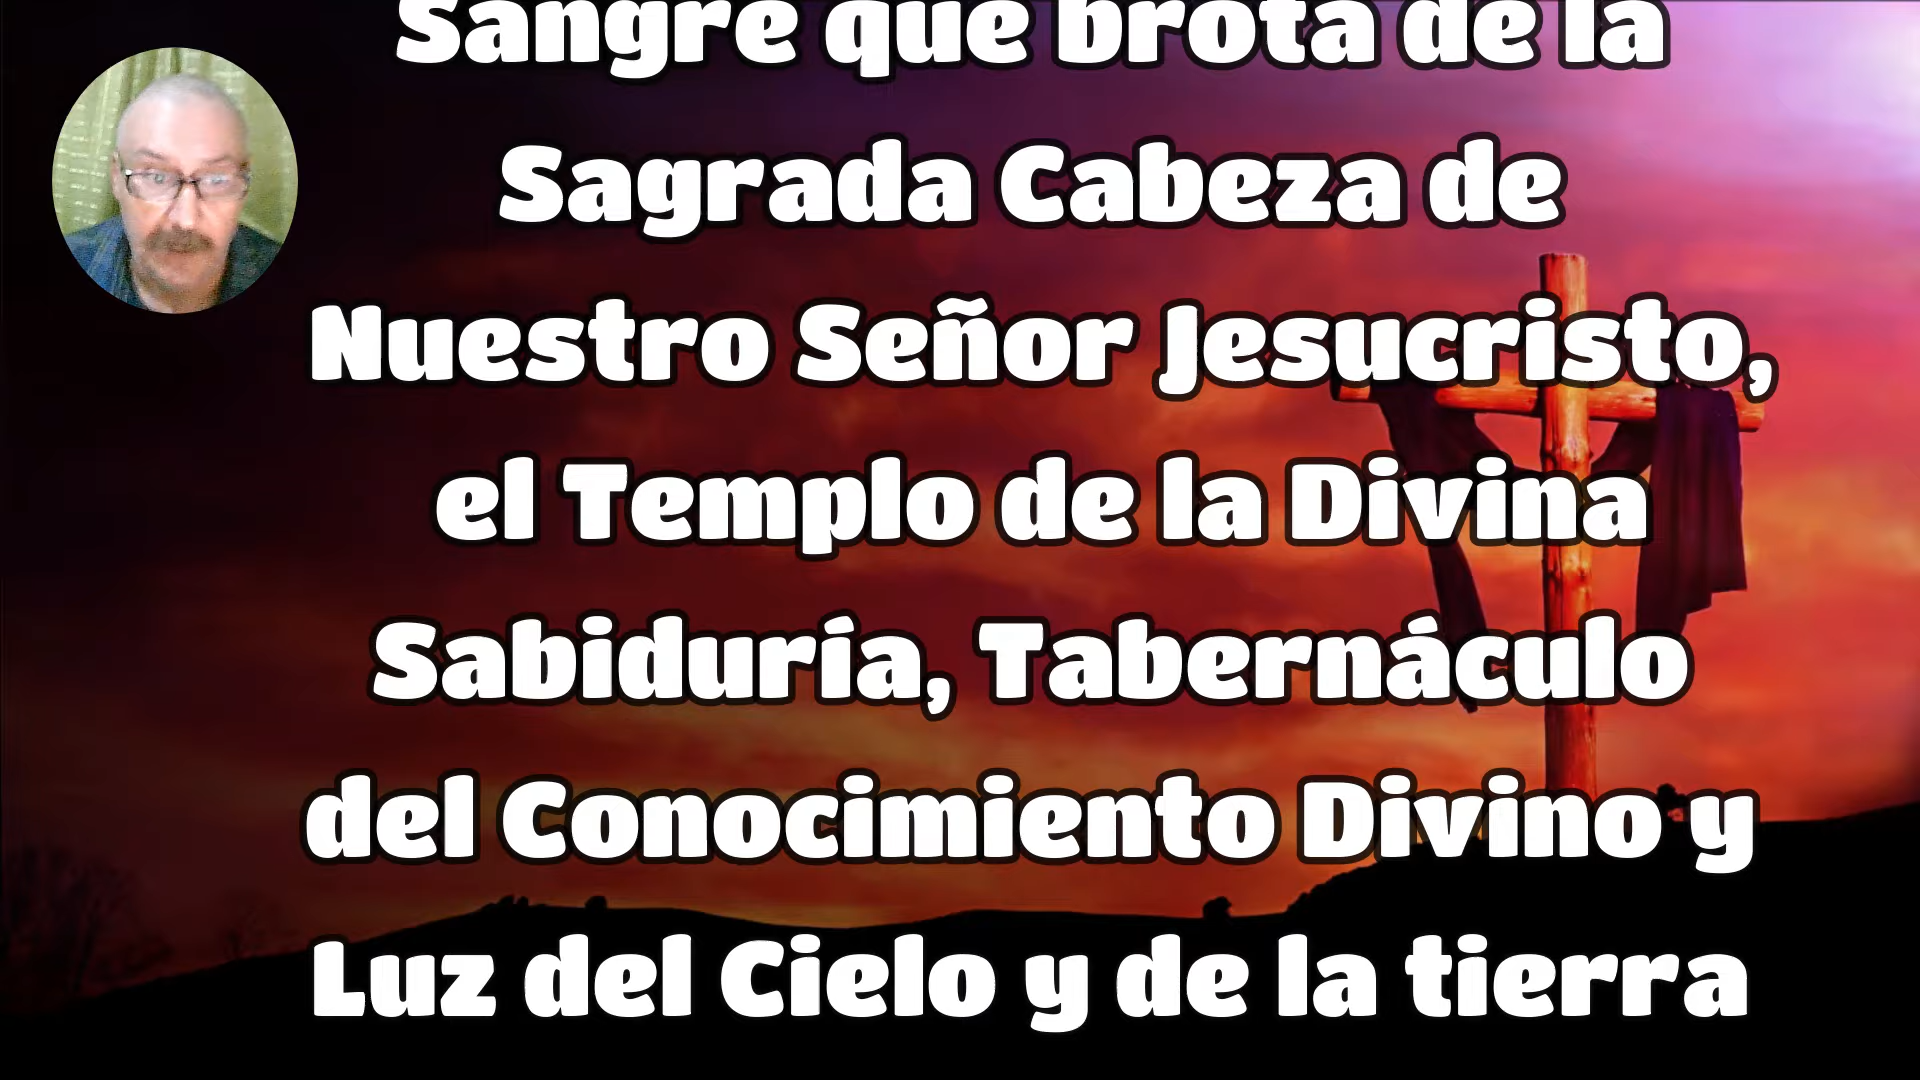 Sangre que brota de la
Sagrada Cabeza de
Nuestro Señor Jesucristo,
el Templo de la Divina
Sabiduría, Tabernáculo
del Conocimiento Divino y
Luz del Cielo y de la tierra